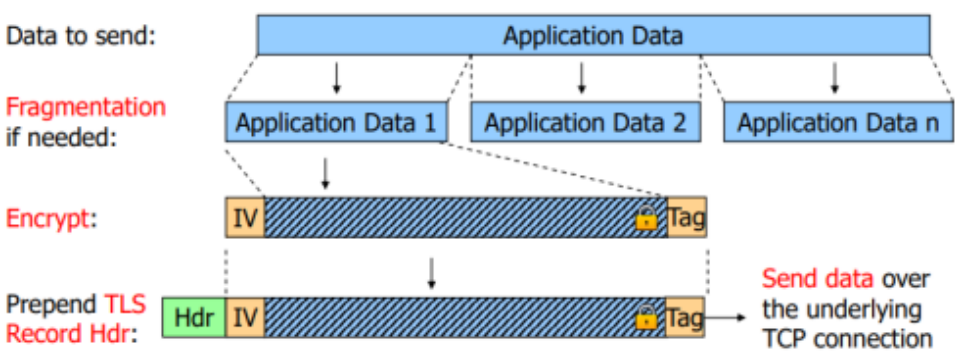 Data to send:
Application Data
Fragmentation
if needed:
Application Data 1
Application Data 2
Application Data n
Encrypt:
IV
Tag
Prepend TLS
Record Hdr:
Hdr
IV
Tag
Send data over
the underlying
TCP connection